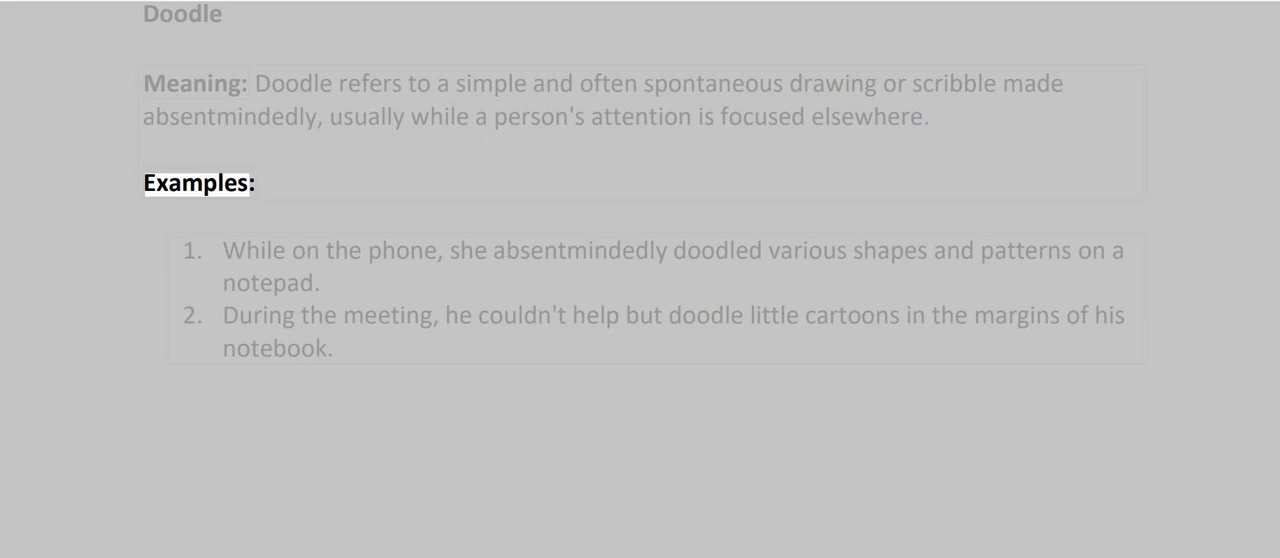 Doodle
Meaning: Doodle refers to a simple and often spontaneous drawing or scribble made
absentmindedly, usually while a person's attention is focused elsewhere.
Examples:
1. While on the phone, she absentmindedly doodled various shapes and patterns on a
notepad.
2. During the meeting, he couldn't help but doodle little cartoons in the margins of his
notebook.